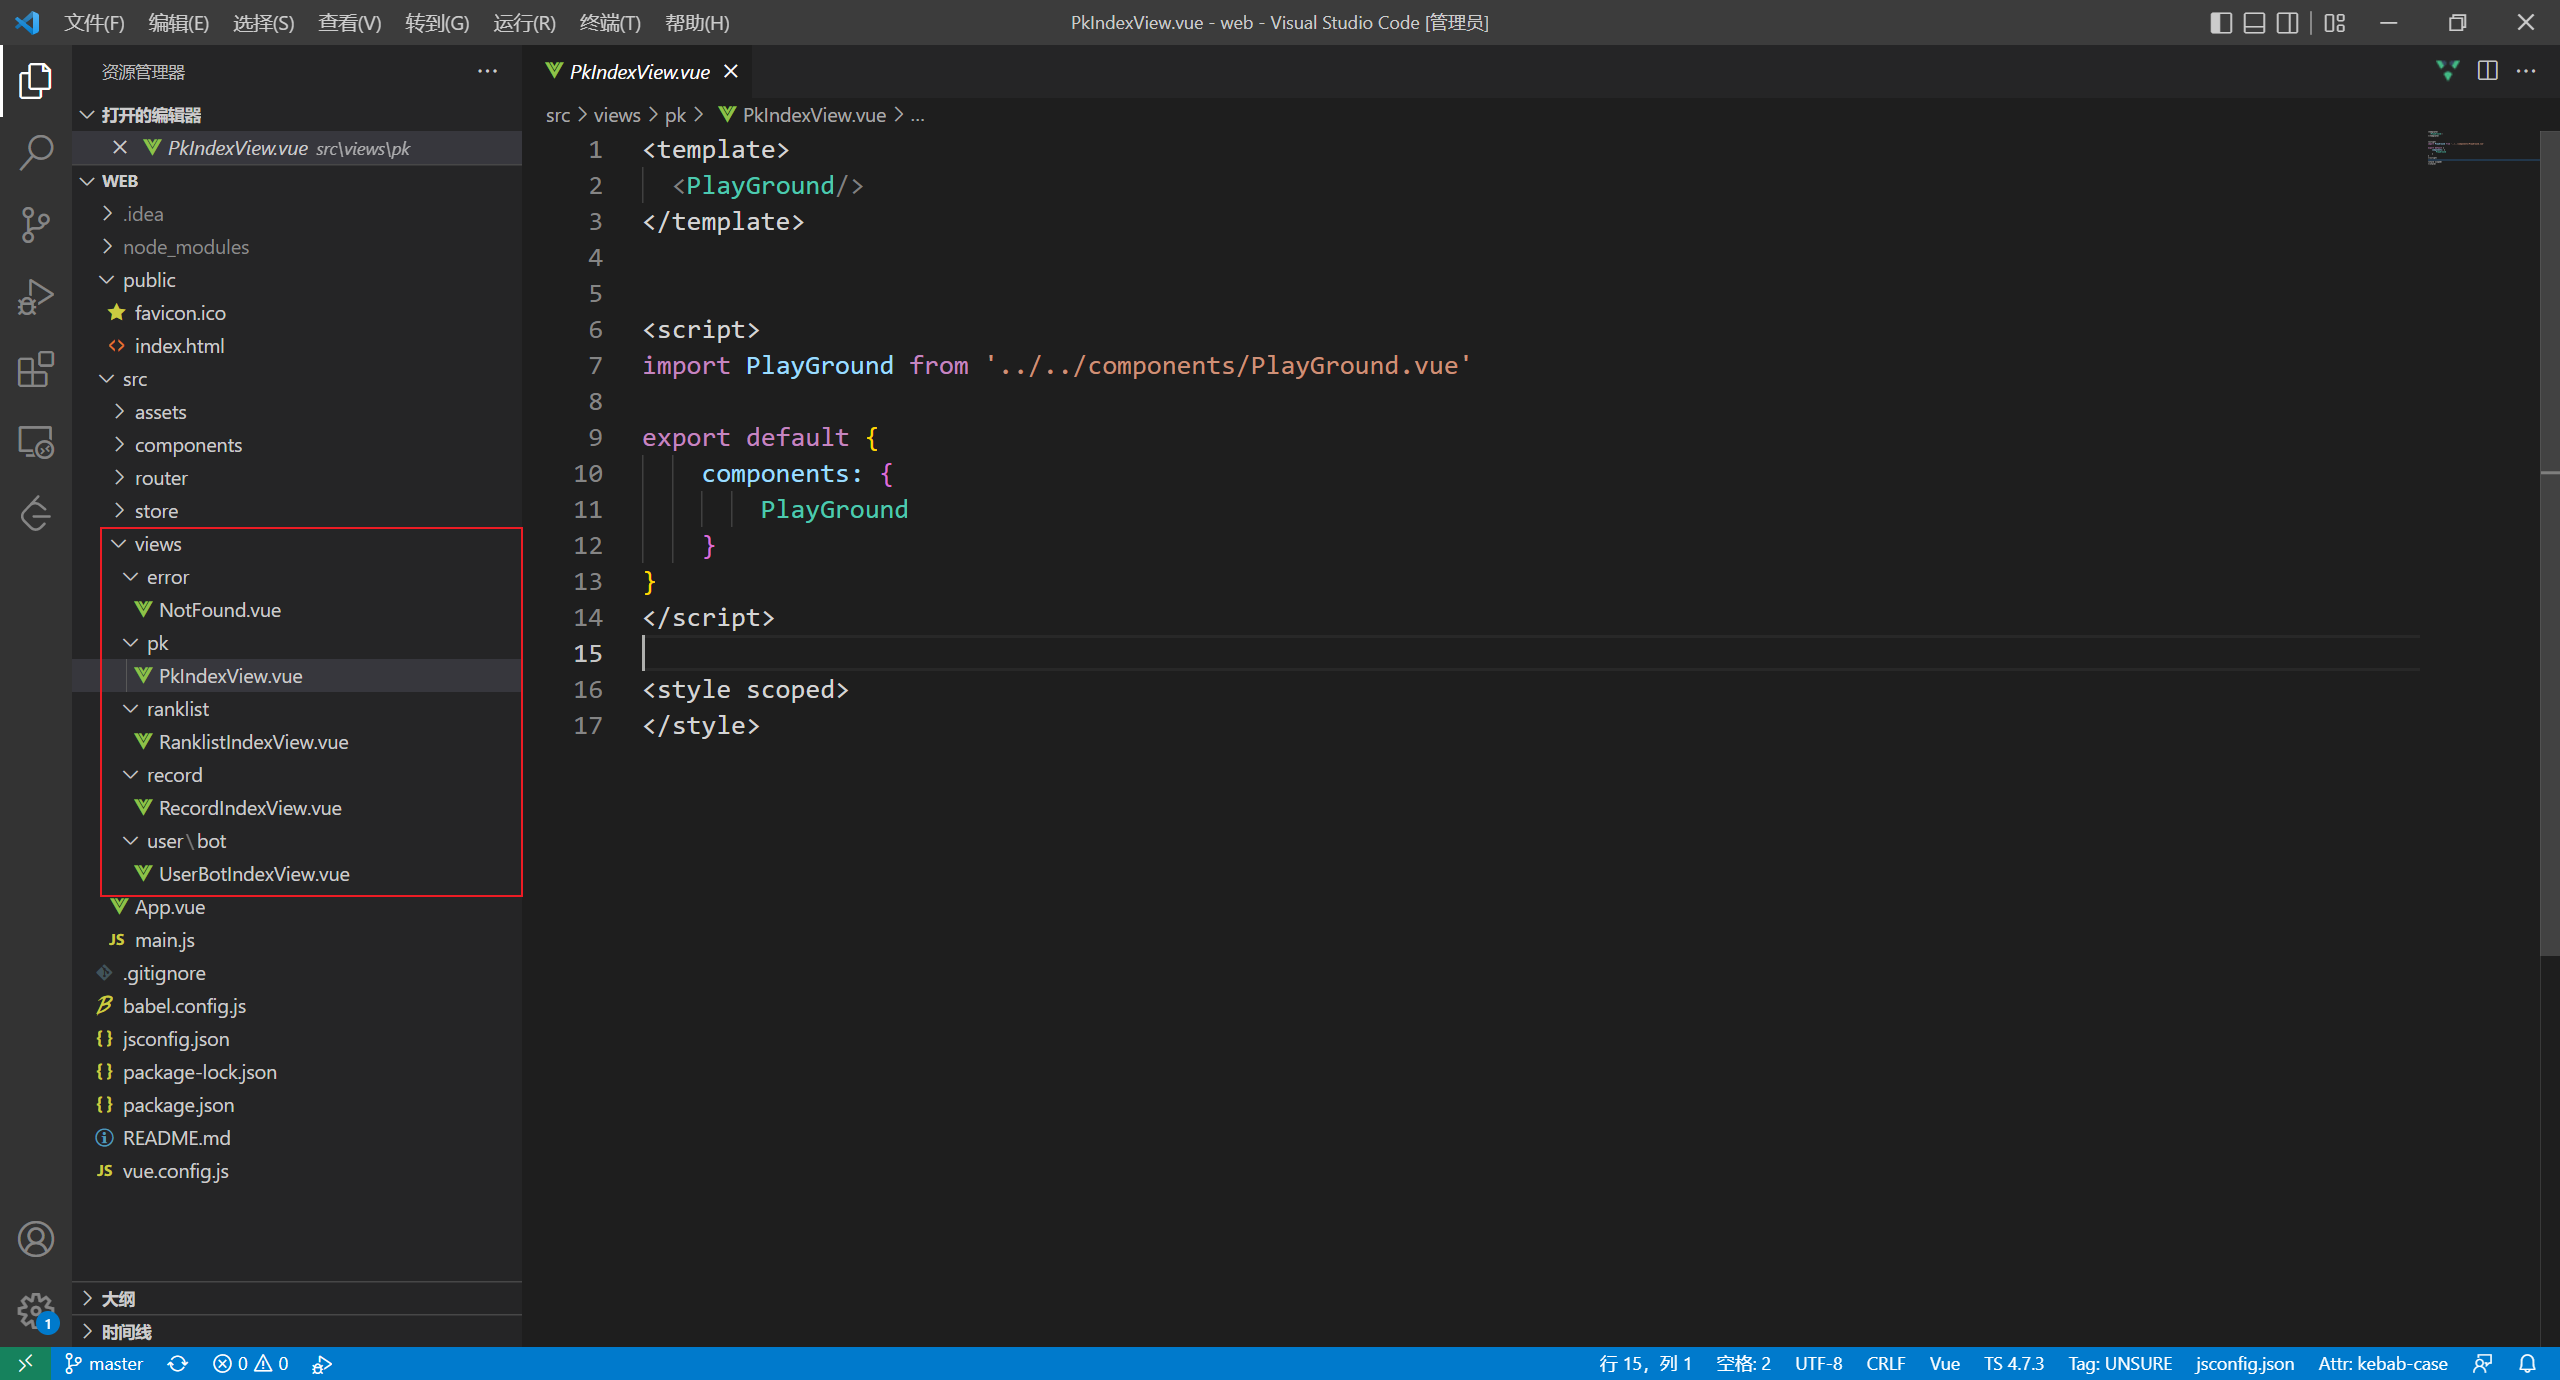 文件(F) 编辑(E) 选择(S) 查看(V) 转到(G) 运行(R) 终端(T) 帮助(H)
PkIndexView.vue - web - Visual Studio Code [管理员]
资源管理器
打开的编辑器
PkIndexView.vue src\views\pk
WEB
.idea
node_modules
public
favicon.ico
index.html
src
assets
components
router
store
views
error
NotFound.vue
pk
PkIndexView.vue
ranklist
RanklistIndexView.vue
record
RecordIndexView.vue
user\bot
UserBotIndexView.vue
App.vue
JS main.js
.gitignore
babel.config.js
{} jsconfig.json
{} package-lock.json
{} package.json
README.md
JS vue.config.js
大纲
时间线
1
PkIndexView.vue
src > views > pk > PkIndexView.vue > ...
1 <template>
2 <PlayGround/>
3 </template>
4
5
6 <script>
7 import PlayGround from '../../components/PlayGround.vue'
8
9 export default {
10 components: {
11 PlayGround
12 }
13 }
14 </script>
15
16 <style scoped>
17 </style>
master 0 0 行 15，列 1 空格: 2 UTF-8 CRLF Vue TS 4.7.3 Tag: UNSURE jsconfig.json Attr: kebab-case